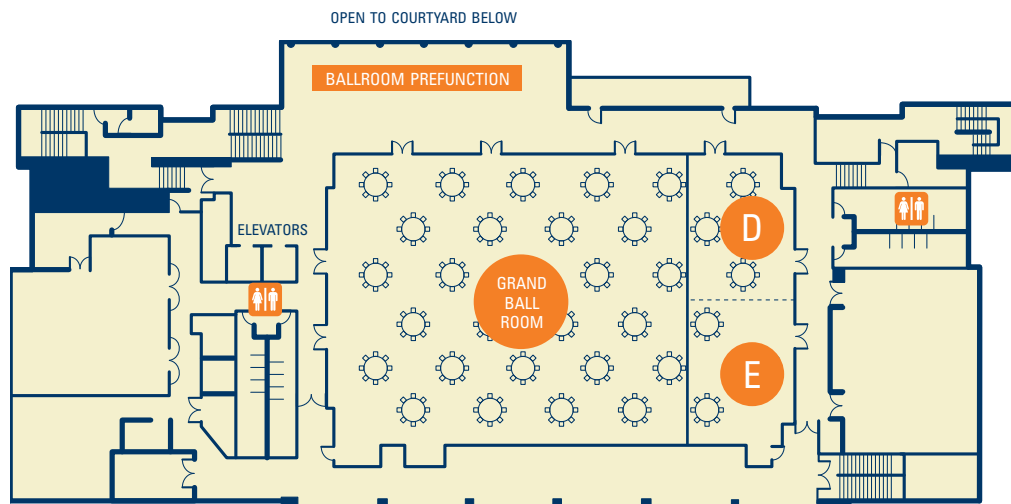 OPEN TO COURTYARD BELOW
BALLROOM PREFUNCTION
ELEVATORS
D
GRAND
BALL
ROOM
E